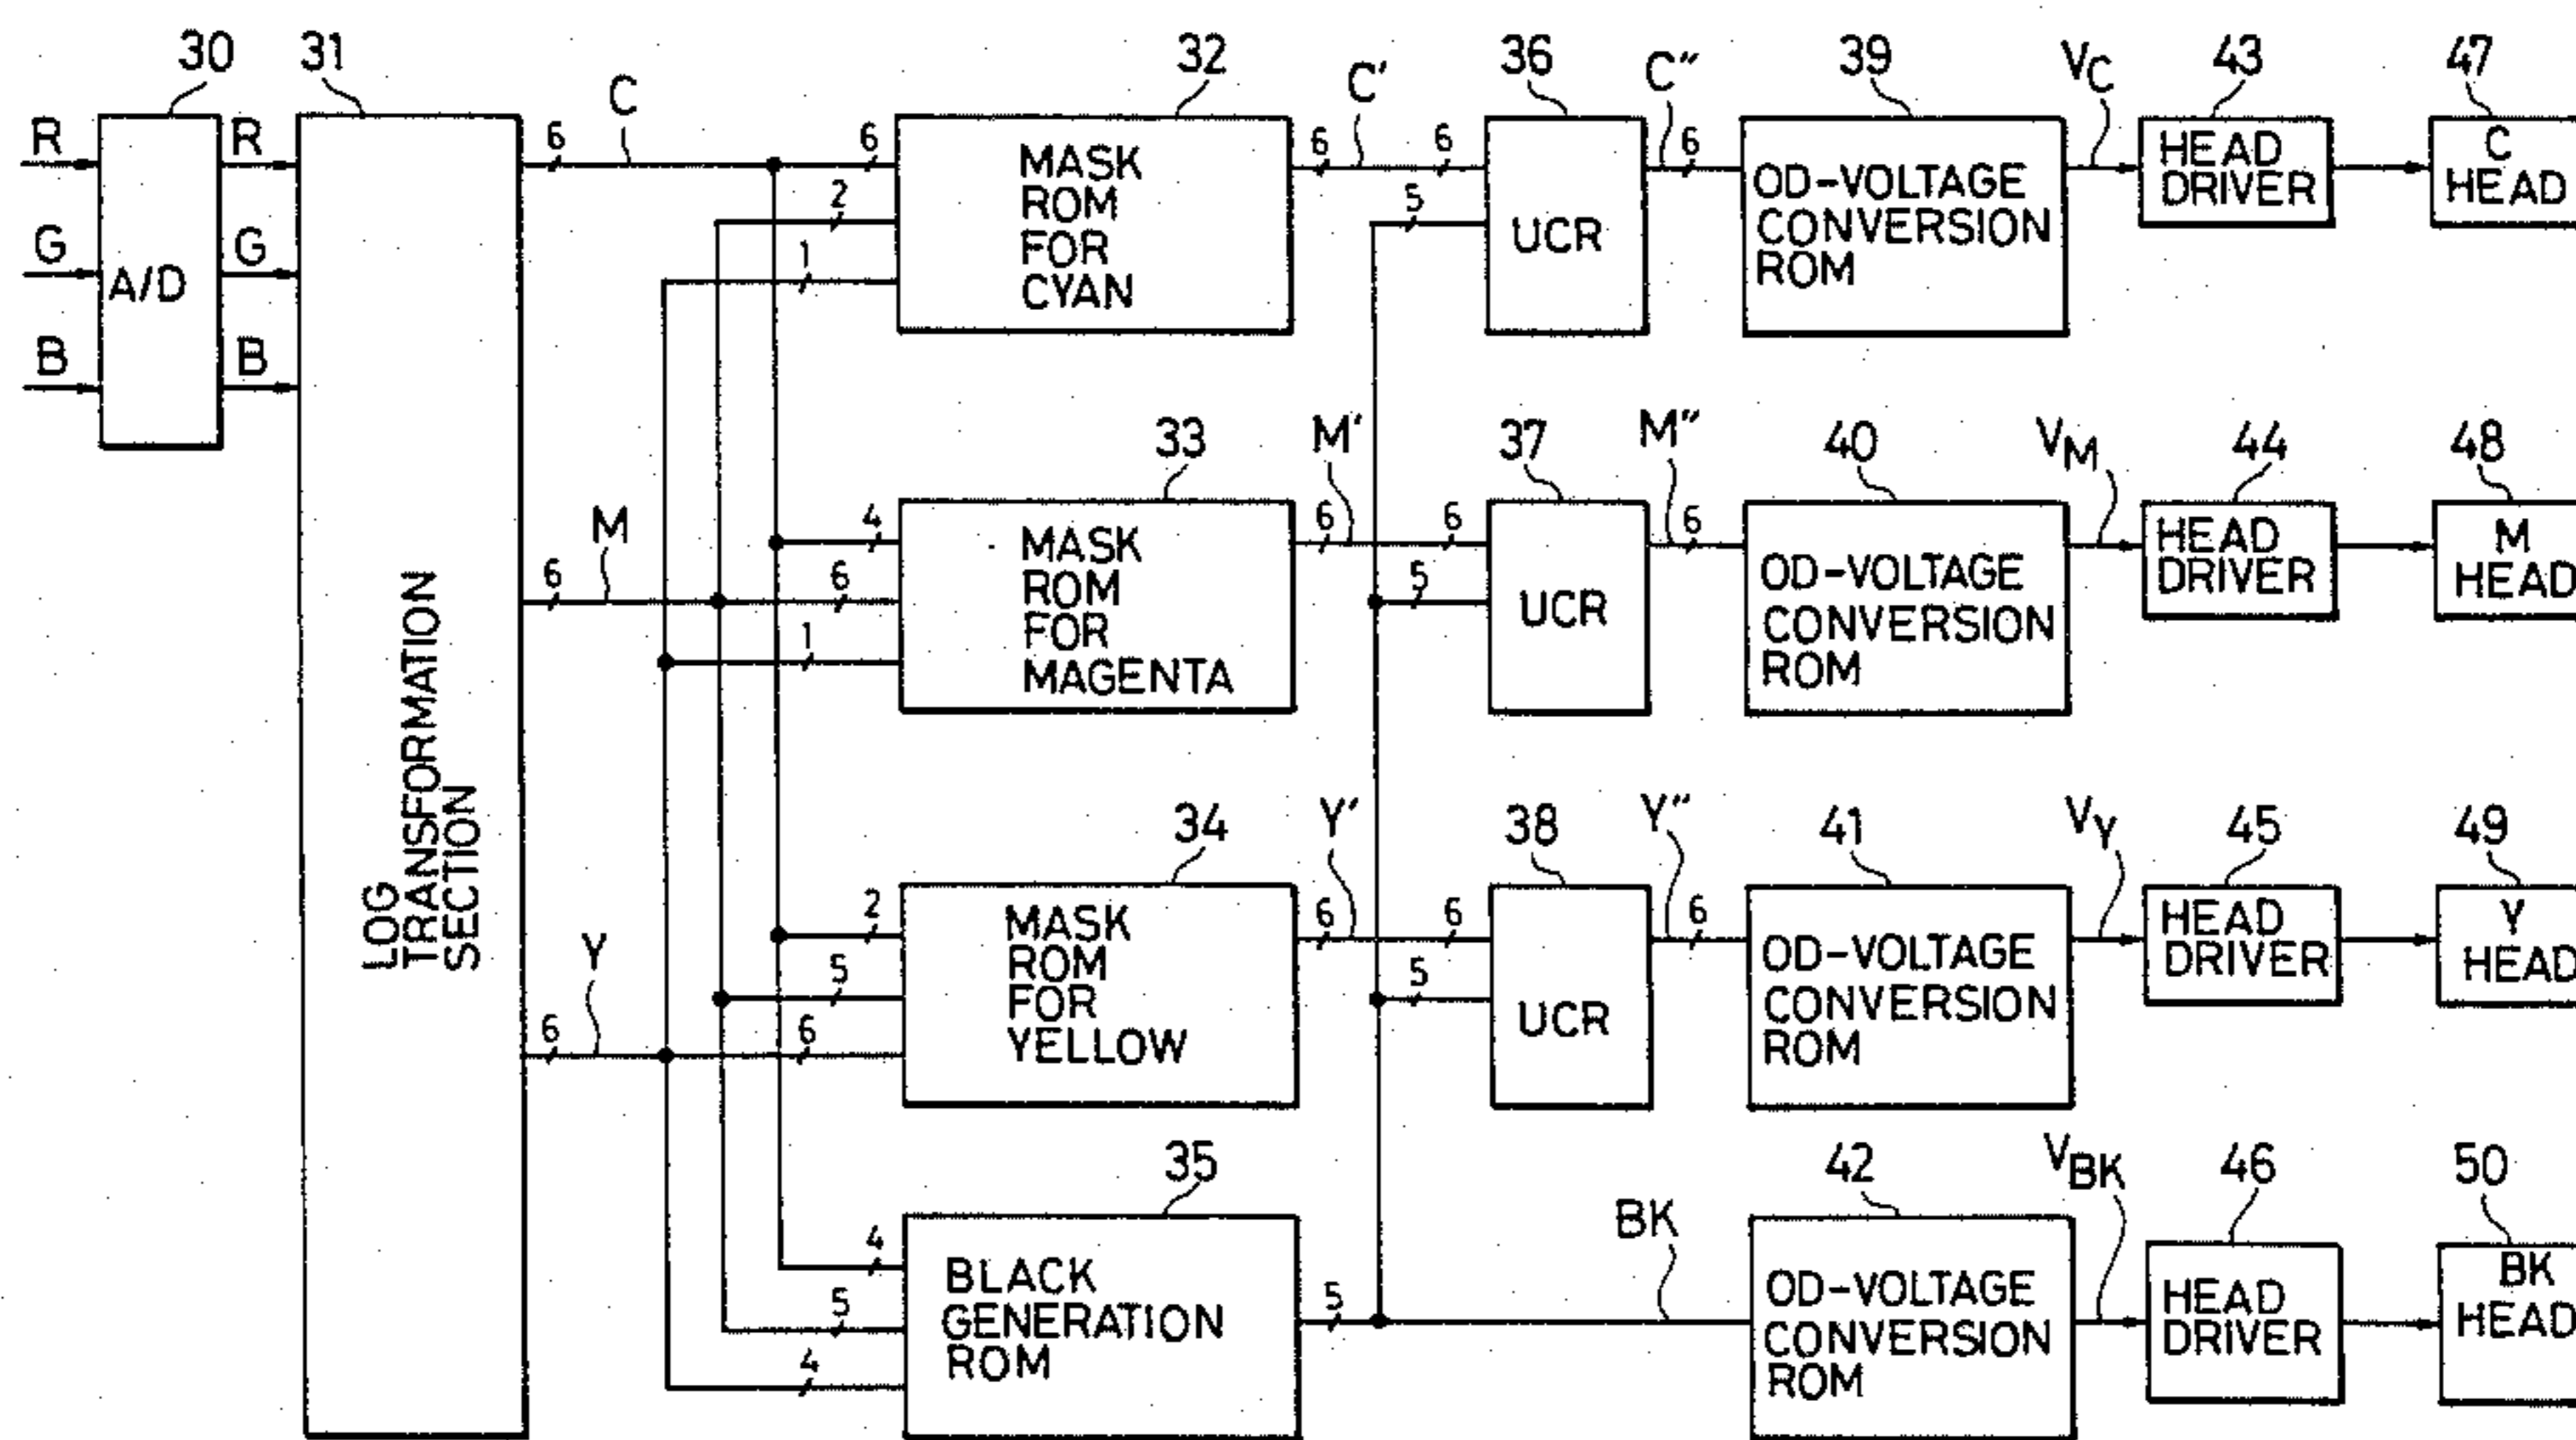 30 31 C 32 C' 36 C" 39 VC 43 47
R R 6 6 MASK 6 6 6 HEAD C
ROM OD-VOLTAGE DRIVER HEAD
2 FOR 5 UCR CONVERSION
G A/D G 1 CYAN ROM
B B
33 M' 37 M" 40 VM 44 48
M 4 MASK 6 6 6 HEAD M
6 6 ROM 5 UCR OD-VOLTAGE DRIVER HEAD
1 FOR CONVERSION
MAGENTA ROM
LOG
TRANSFORMATION
SECTION
34 Y' 38 Y" 41 VY 45 49
Y 2 MASK 6 6 6 HEAD Y
5 ROM 5 OD-VOLTAGE DRIVER HEAD
FOR UCR CONVERSION
6 6 YELLOW ROM
35 BK 42 VBK 46 50
4 BLACK OD-VOLTAGE HEAD BK
5 GENERATION 5 CONVERSION DRIVER HEAD
4 ROM ROM